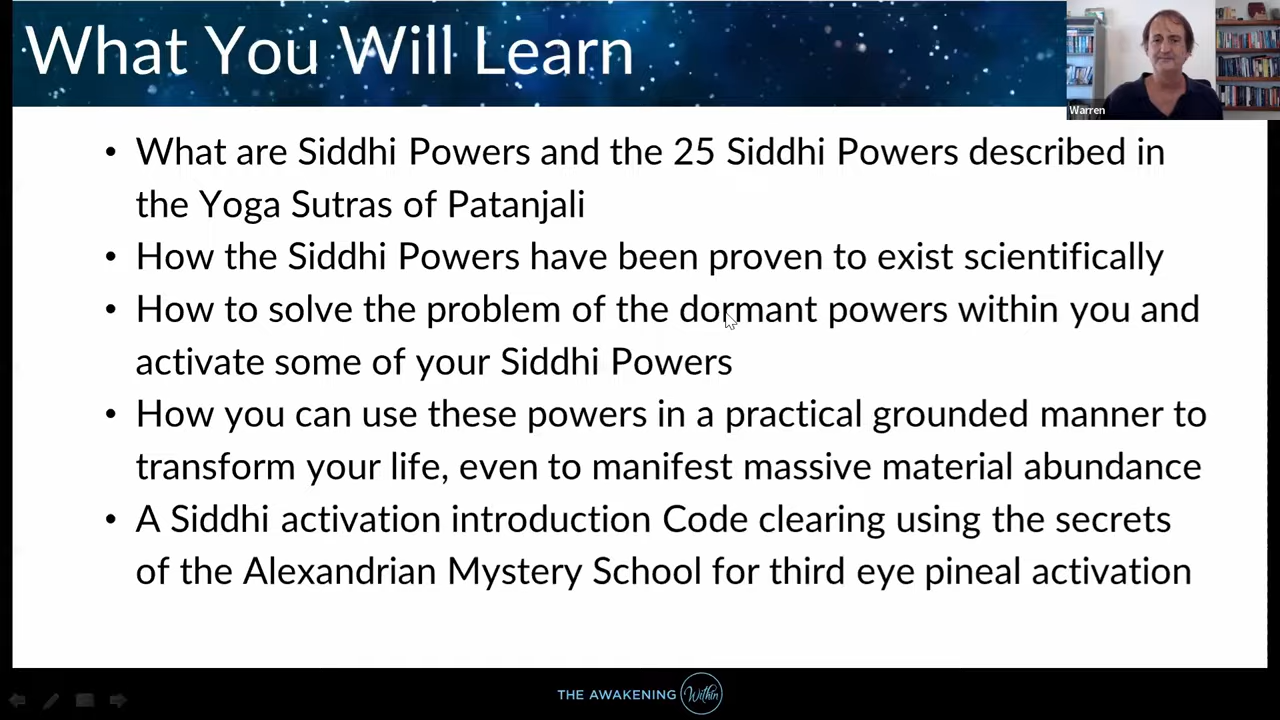 What You Will Learn
Warren
• What are Siddhi Powers and the 25 Siddhi Powers described in
the Yoga Sutras of Patanjali
• How the Siddhi Powers have been proven to exist scientifically
• How to solve the problem of the dormant powers within you and
activate some of your Siddhi Powers
• How you can use these powers in a practical grounded manner to
transform your life, even to manifest massive material abundance
• A Siddhi activation introduction Code clearing using the secrets
of the Alexandrian Mystery School for third eye pineal activation
THE AWAKENING Within